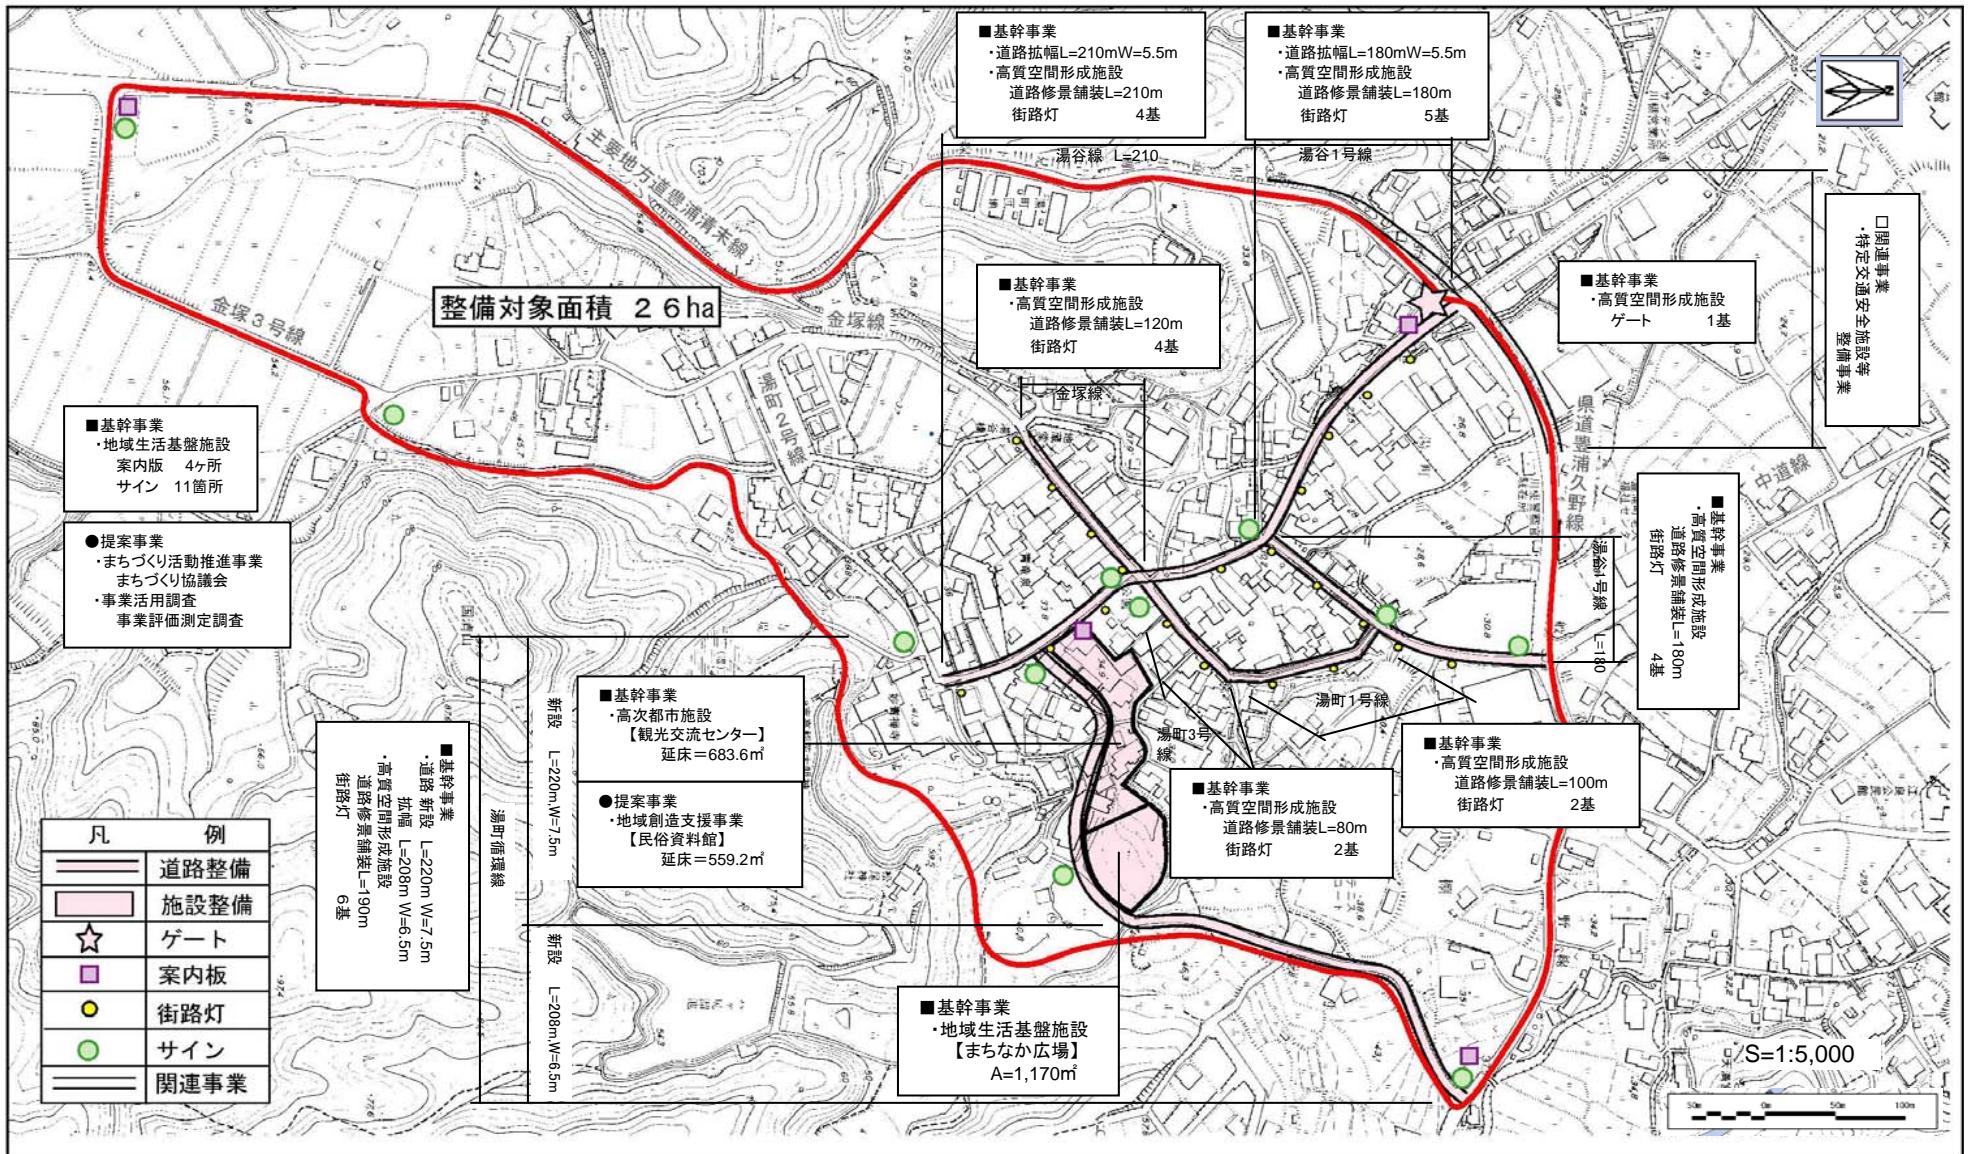 ■基幹事業
・道路拡幅L=210mW=5.5m
・高質空間形成施設
道路修景舗装L=210m
街路灯 4基
■基幹事業
・道路拡幅L=180mW=5.5m
・高質空間形成施設
道路修景舗装L=180m
街路灯 5基
湯谷線 L=210
湯谷1号線
主要地方道豊浦清末線
□関連事業
・特定交通安全施設等
整備事業
■基幹事業
・高質空間形成施設
ゲート 1基
■基幹事業
・高質空間形成施設
道路修景舗装L=120m
街路灯 4基
整備対象面積 26ha
金塚3号線
金塚線
金塚線
湯町2号線
県道豊浦久野線
中道線
■基幹事業
・地域生活基盤施設
案内版 4ヶ所
サイン 11箇所
●提案事業
・まちづくり活動推進事業
まちづくり協議会
・事業活用調査
事業評価測定調査
■基幹事業
・高質空間形成施設
道路修景舗装L=180m
街路灯 4基
湯谷1号線 L=180
■基幹事業
・高次都市施設
【観光交流センター】
延床=683.6㎡
●提案事業
・地域創造支援事業
【民俗資料館】
延床=559.2㎡
湯町3号
線
湯町1号線
■基幹事業
・高質空間形成施設
道路修景舗装L=100m
街路灯 2基
■基幹事業
・高質空間形成施設
道路修景舗装L=80m
街路灯 2基
■基幹事業
・道路 新設 L=220m W=7.5m
拡幅 L=208m W=6.5m
・高質空間形成施設
道路修景舗装L=190m
街路灯 6基
湯町循環線
新設 L=220m,W=7.5m
新設 L=208m,W=6.5m
■基幹事業
・地域生活基盤施設
【まちなか広場】
A=1,170㎡
凡 例
道路整備
施設整備
ゲート
案内板
街路灯
サイン
関連事業
S=1:5,000
50m 0m 50m 100m